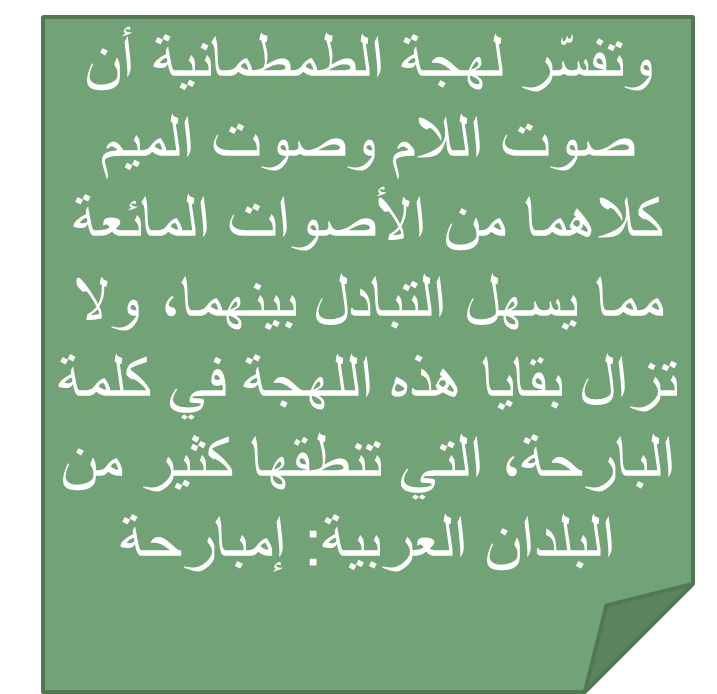 وتفسّر لهجة الطمطمانية أن
صوت اللام وصوت الميم
كلاهما من الأصوات المائعة
مما يسهل التبادل بينهما، ولا
تزال بقايا هذه اللهجة في كلمة
البارحة، التي تنطقها كثير من
البلدان العربية: إمبارحة